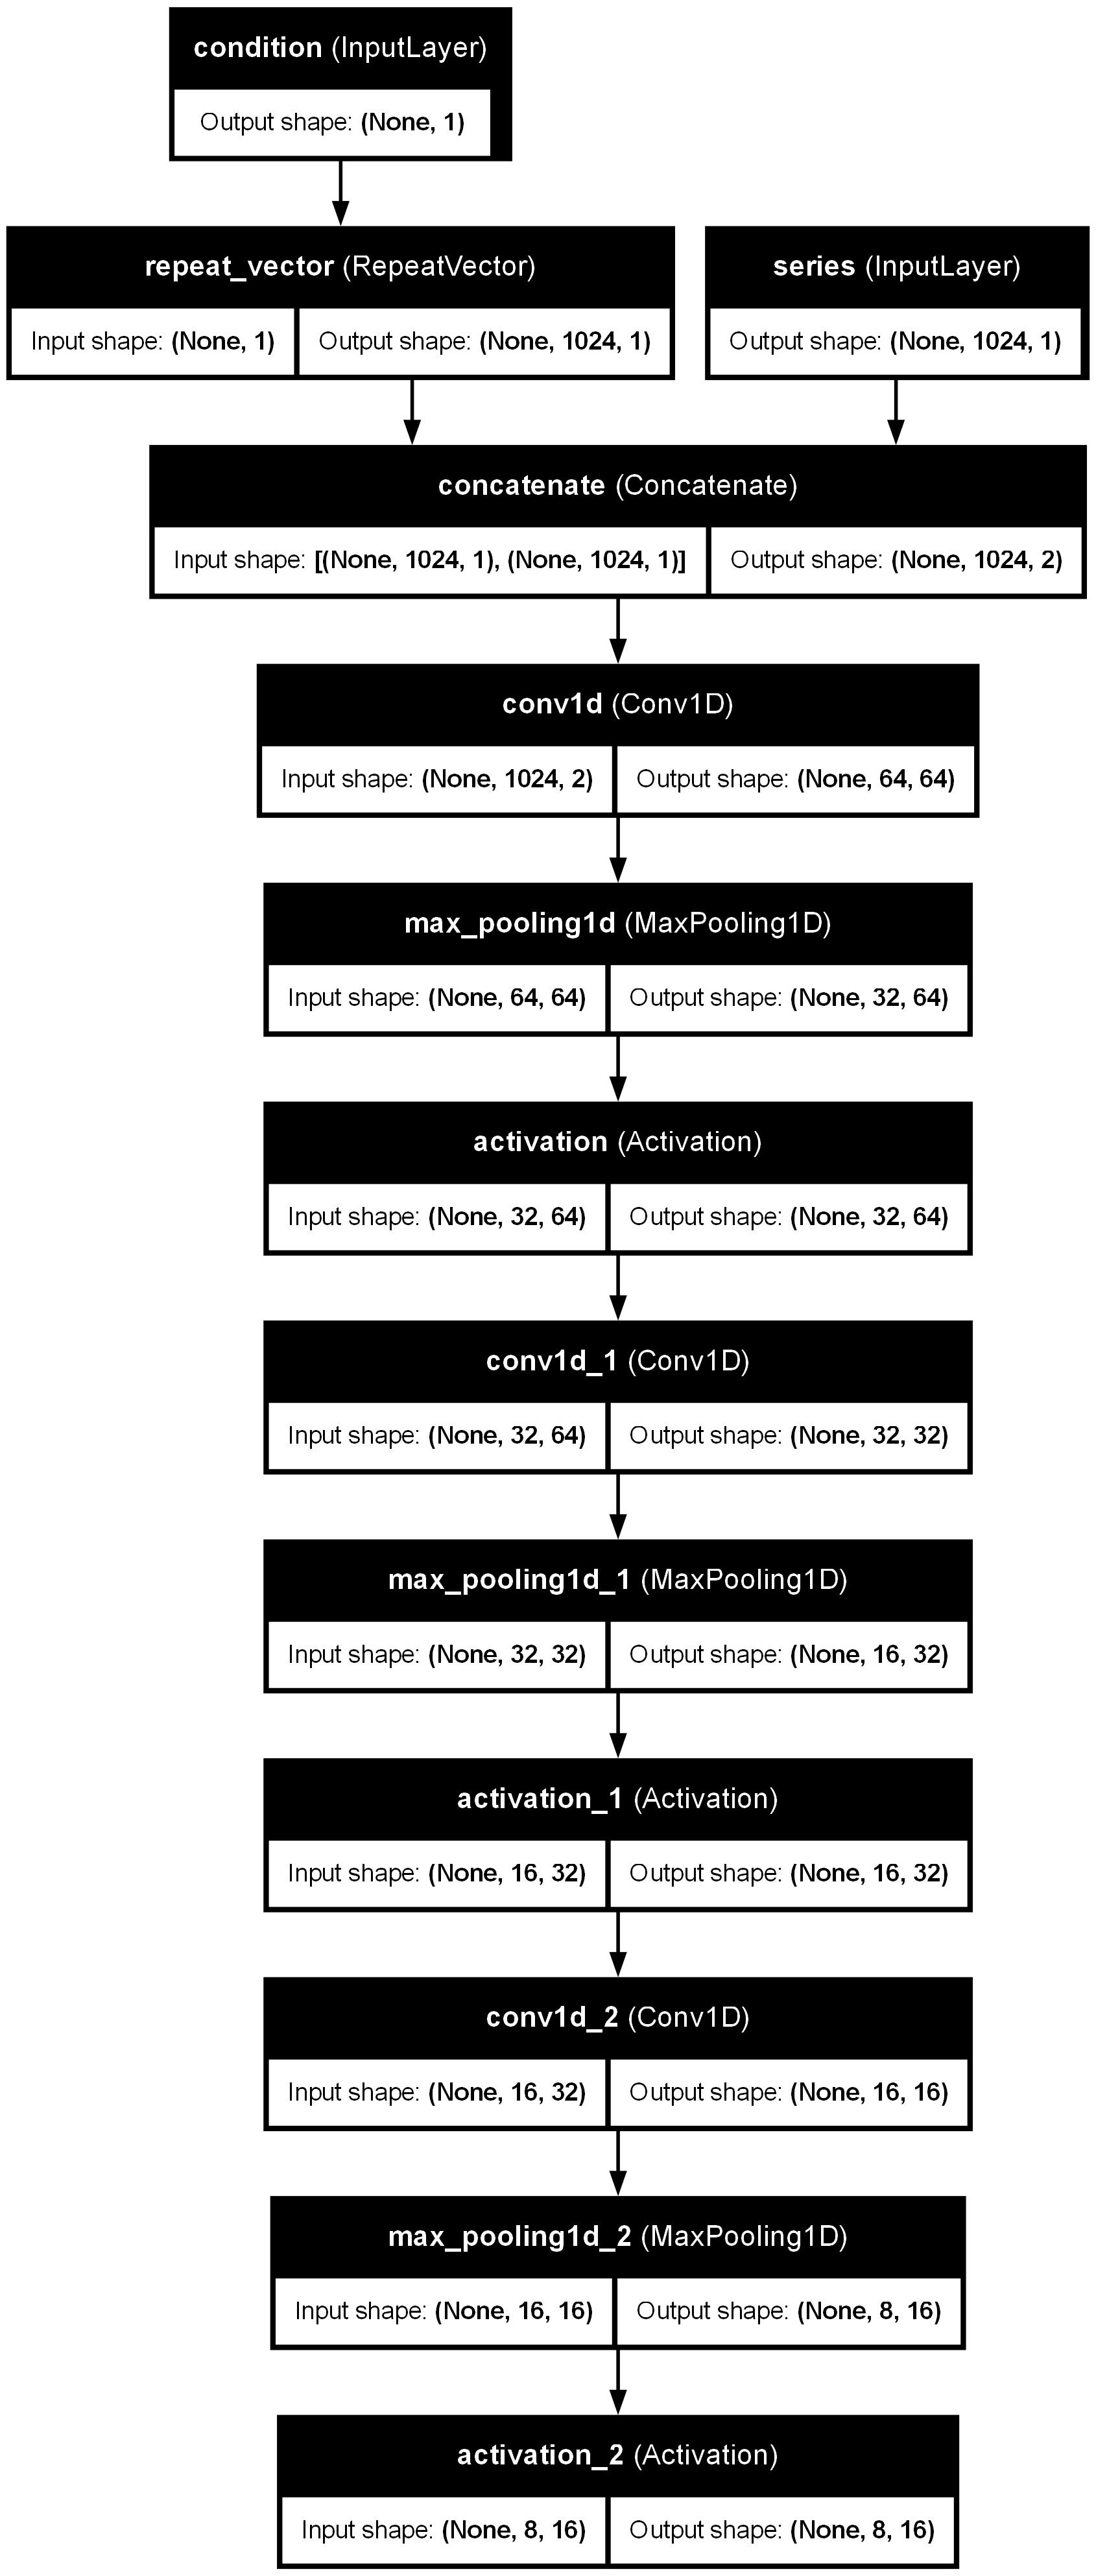 condition (InputLayer)
Output shape: (None, 1)
repeat_vector (RepeatVector)
Input shape: (None, 1)
Output shape: (None, 1024, 1)
series (InputLayer)
Output shape: (None, 1024, 1)
concatenate (Concatenate)
Input shape: [(None, 1024, 1), (None, 1024, 1)]
Output shape: (None, 1024, 2)
conv1d (Conv1D)
Input shape: (None, 1024, 2)
Output shape: (None, 64, 64)
max_pooling1d (MaxPooling1D)
Input shape: (None, 64, 64)
Output shape: (None, 32, 64)
activation (Activation)
Input shape: (None, 32, 64)
Output shape: (None, 32, 64)
conv1d_1 (Conv1D)
Input shape: (None, 32, 64)
Output shape: (None, 32, 32)
max_pooling1d_1 (MaxPooling1D)
Input shape: (None, 32, 32)
Output shape: (None, 16, 32)
activation_1 (Activation)
Input shape: (None, 16, 32)
Output shape: (None, 16, 32)
conv1d_2 (Conv1D)
Input shape: (None, 16, 32)
Output shape: (None, 16, 16)
max_pooling1d_2 (MaxPooling1D)
Input shape: (None, 16, 16)
Output shape: (None, 8, 16)
activation_2 (Activation)
Input shape: (None, 8, 16)
Output shape: (None, 8, 16)